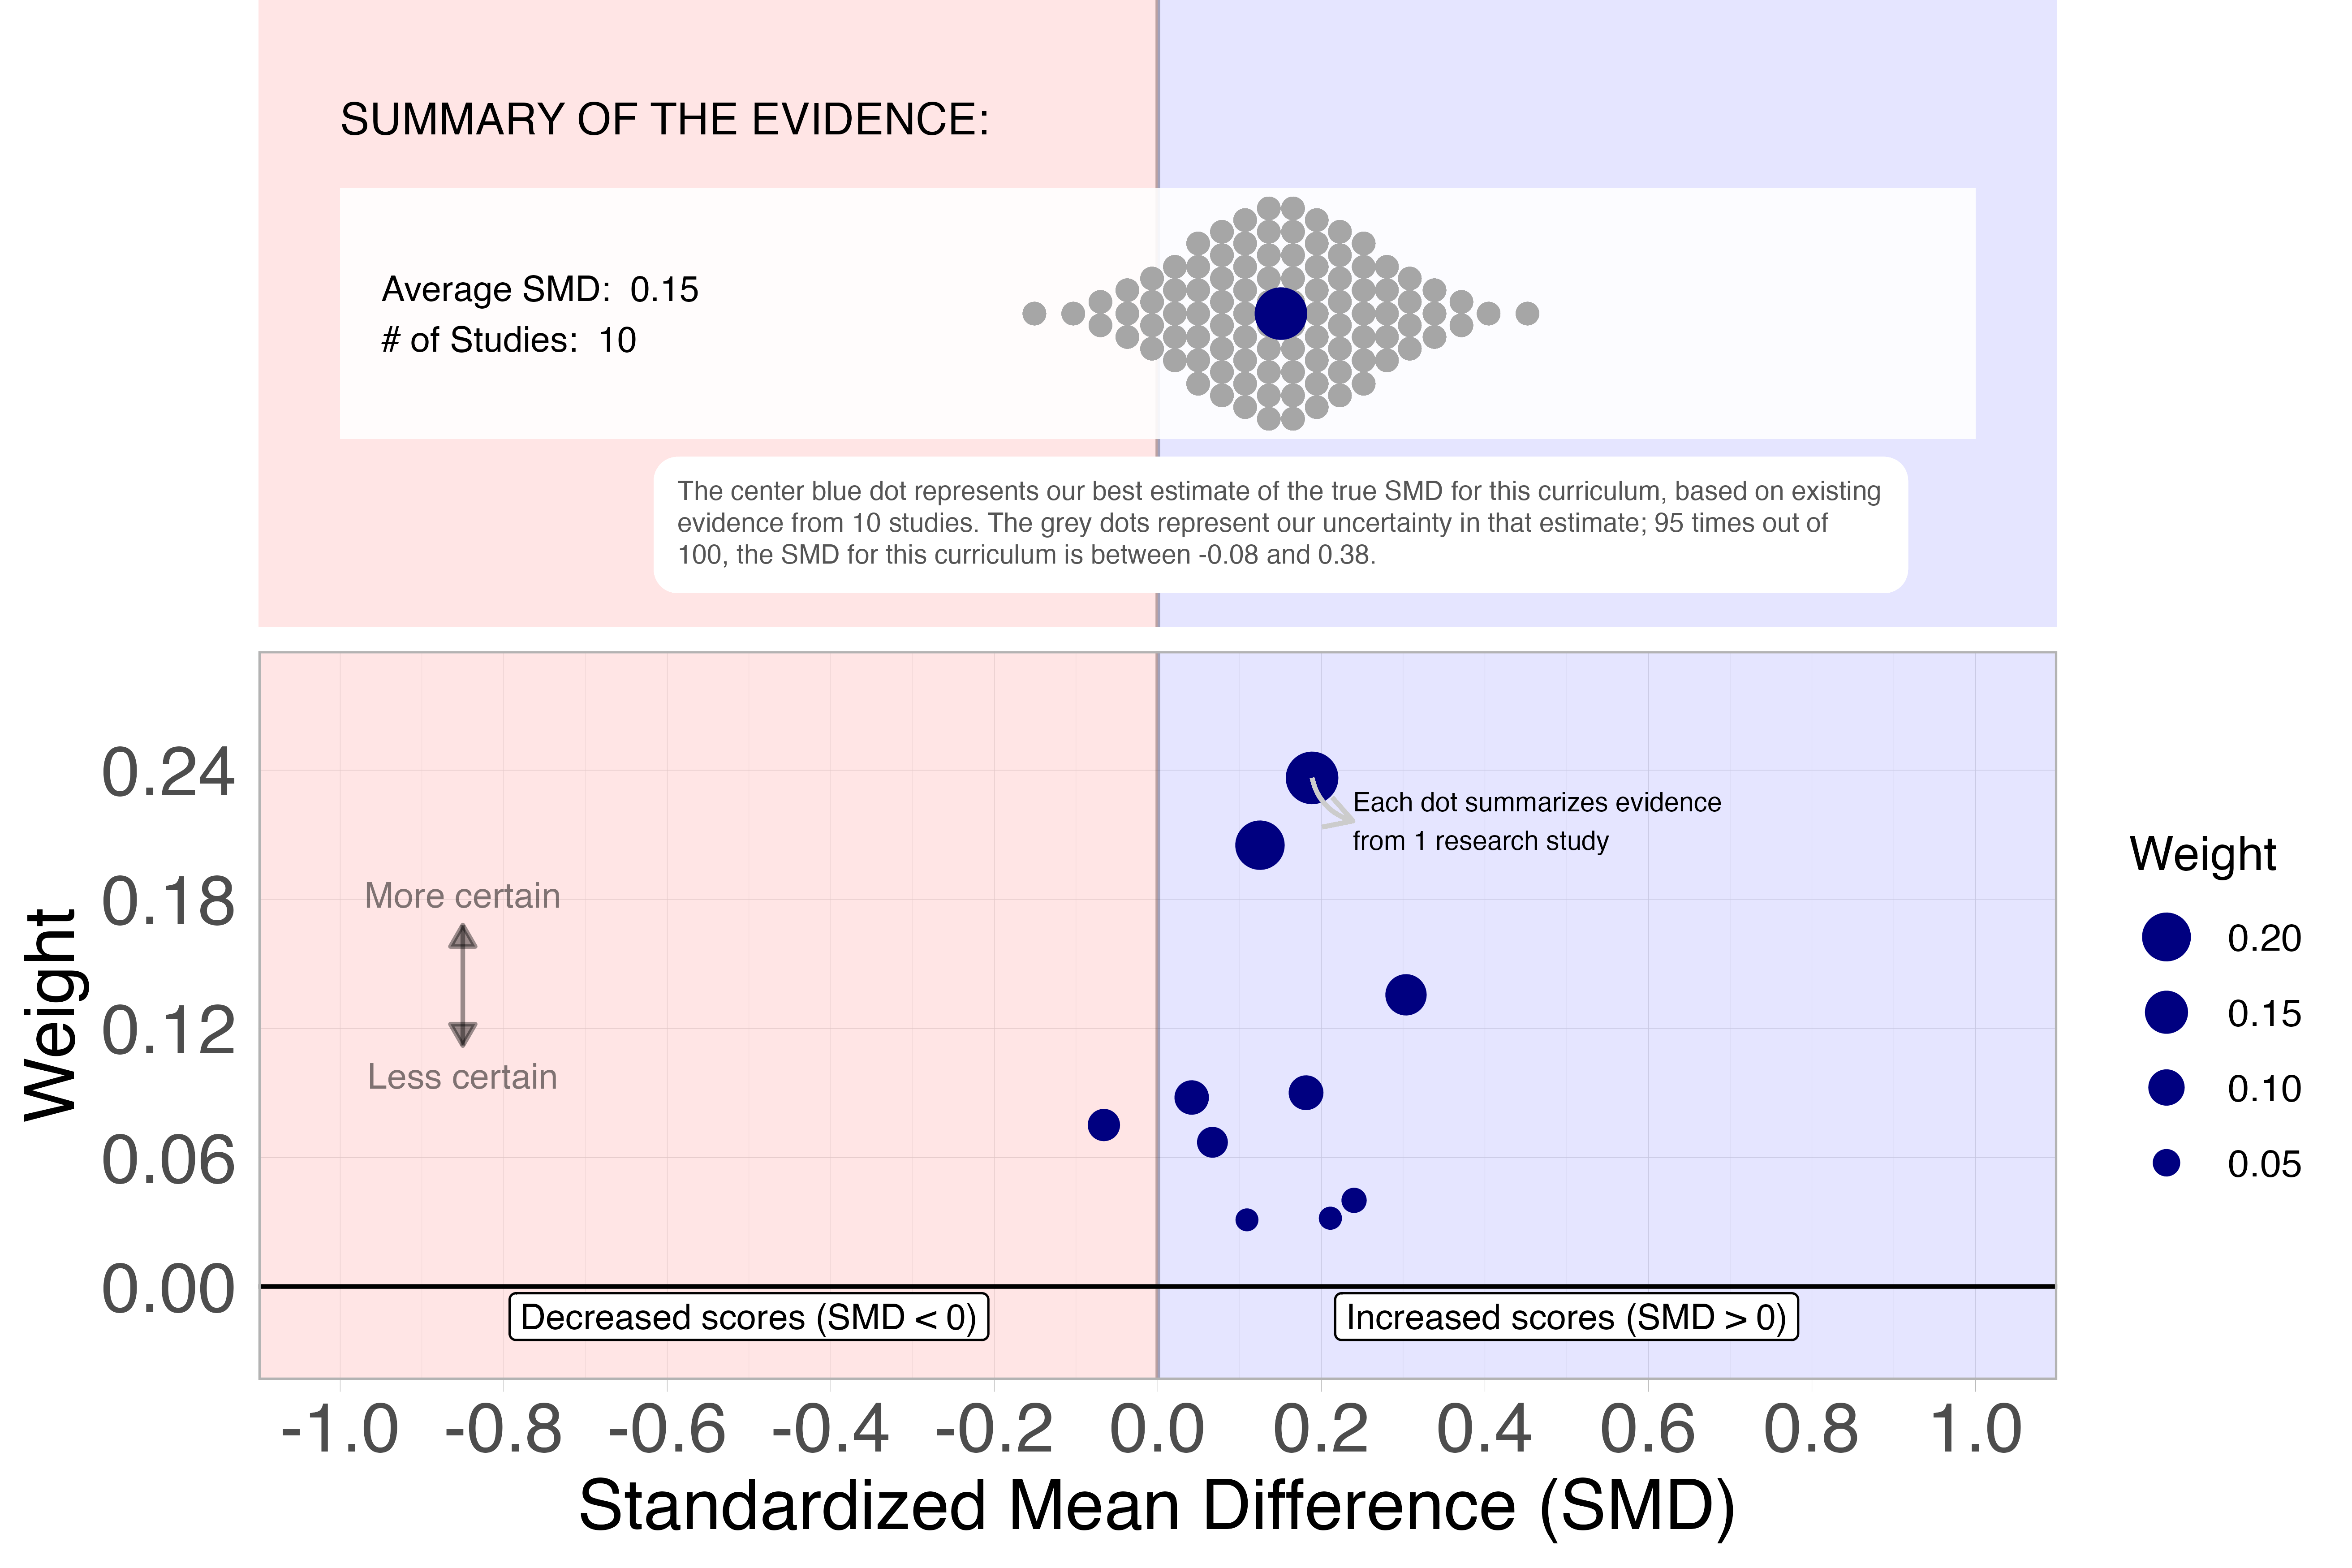 SUMMARY OF THE EVIDENCE:
Average SMD: 0.15
# of Studies: 10
The center blue dot represents our best estimate of the true SMD for this curriculum, based on existing
evidence from 10 studies. The grey dots represent our uncertainty in that estimate; 95 times out of
100, the SMD for this curriculum is between -0.08 and 0.38.
Weight
0.24
0.18
0.12
0.06
0.00
More certain
Less certain
Each dot summarizes evidence
from 1 research study
Decreased scores (SMD < 0)
Increased scores (SMD > 0)
-1.0 -0.8 -0.6 -0.4 -0.2 0.0 0.2 0.4 0.6 0.8 1.0
Standardized Mean Difference (SMD)
Weight
0.20
0.15
0.10
0.05